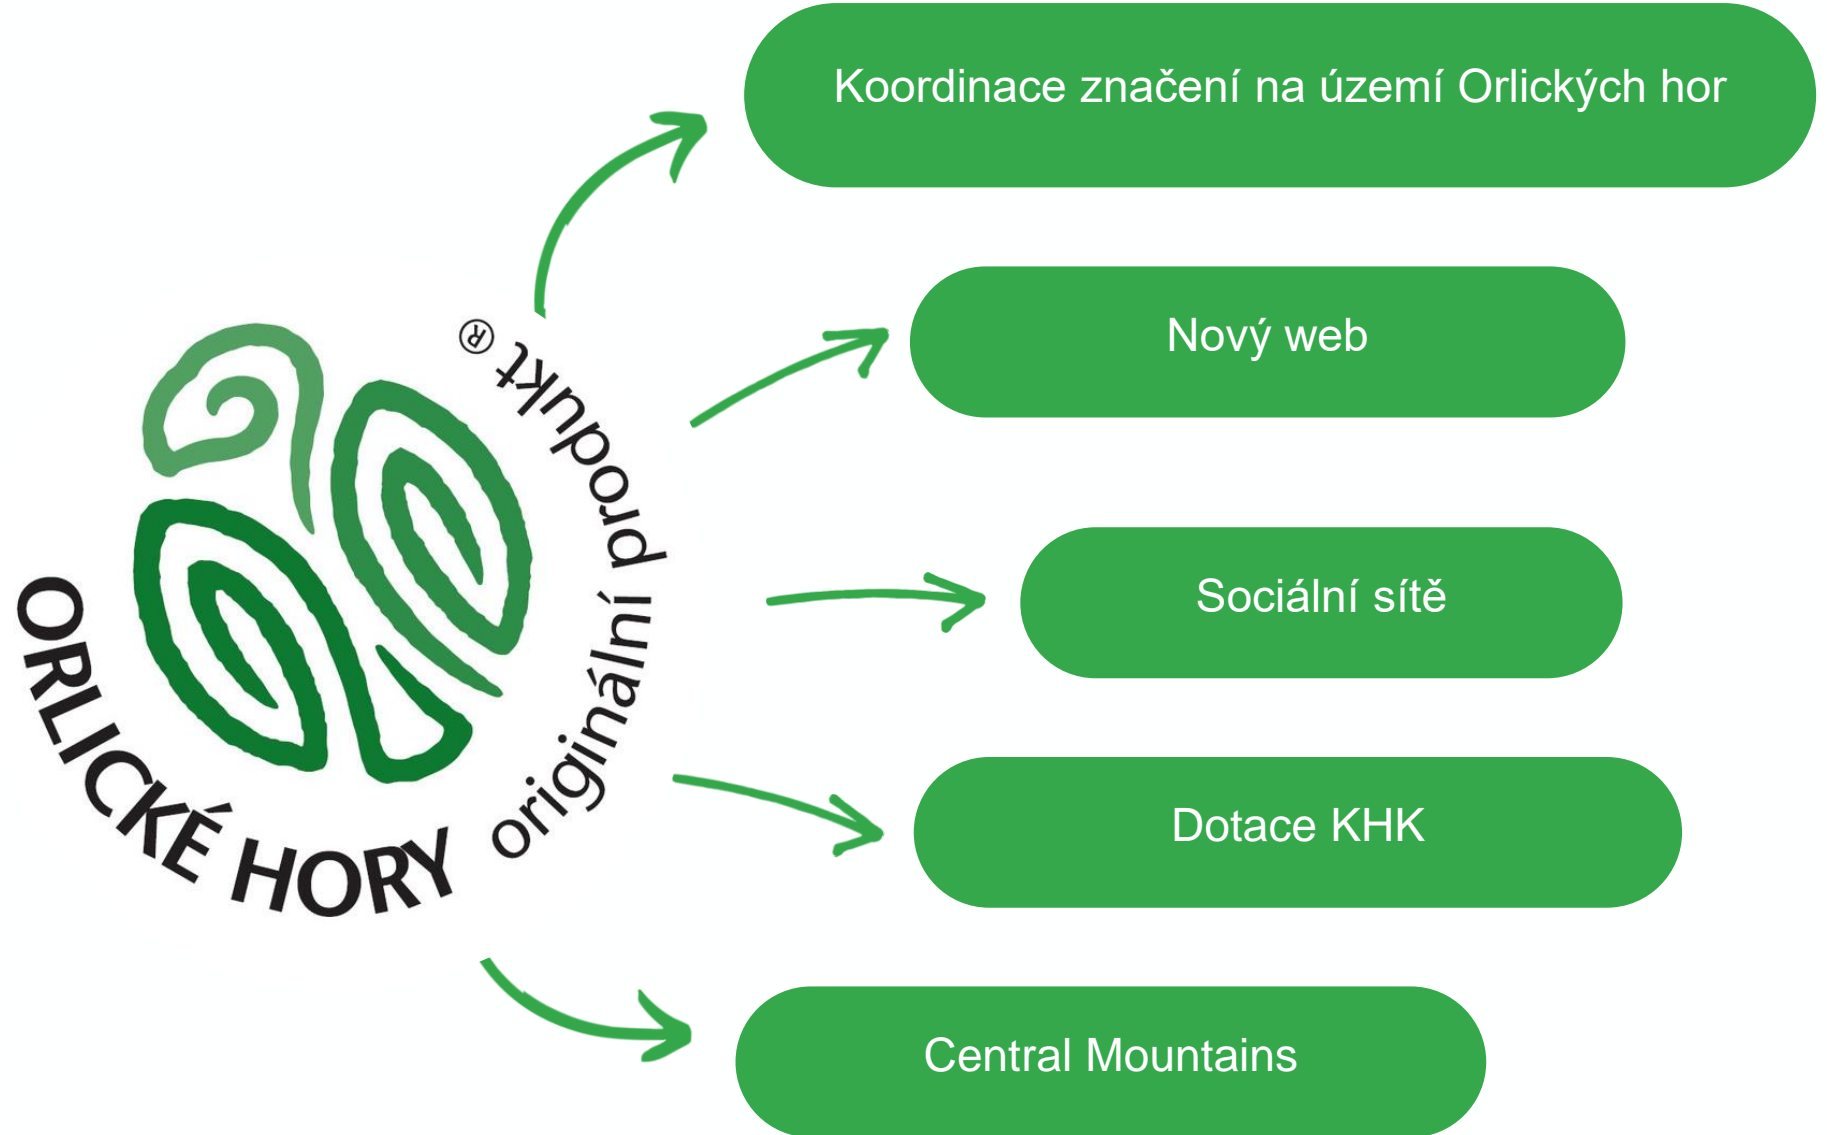 Koordinace značení na území Orlických hor
Nový web
Sociální sítě
Dotace KHK
Central Mountains
ORLICKÉ HORY originální produkt ®